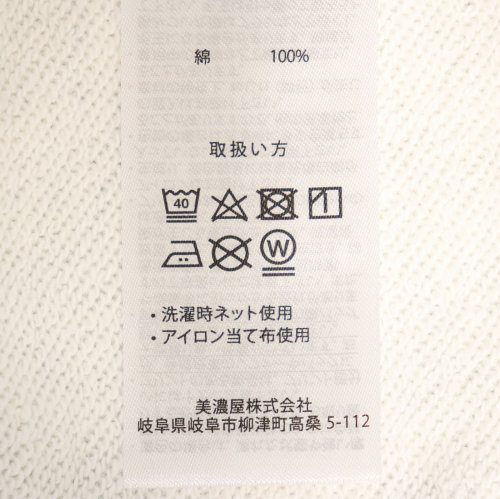 綿 100%
取扱い方
40
W
・洗濯時ネット使用
・アイロン当て布使用
美濃屋株式会社
岐阜県岐阜市柳津町高桑 5-112